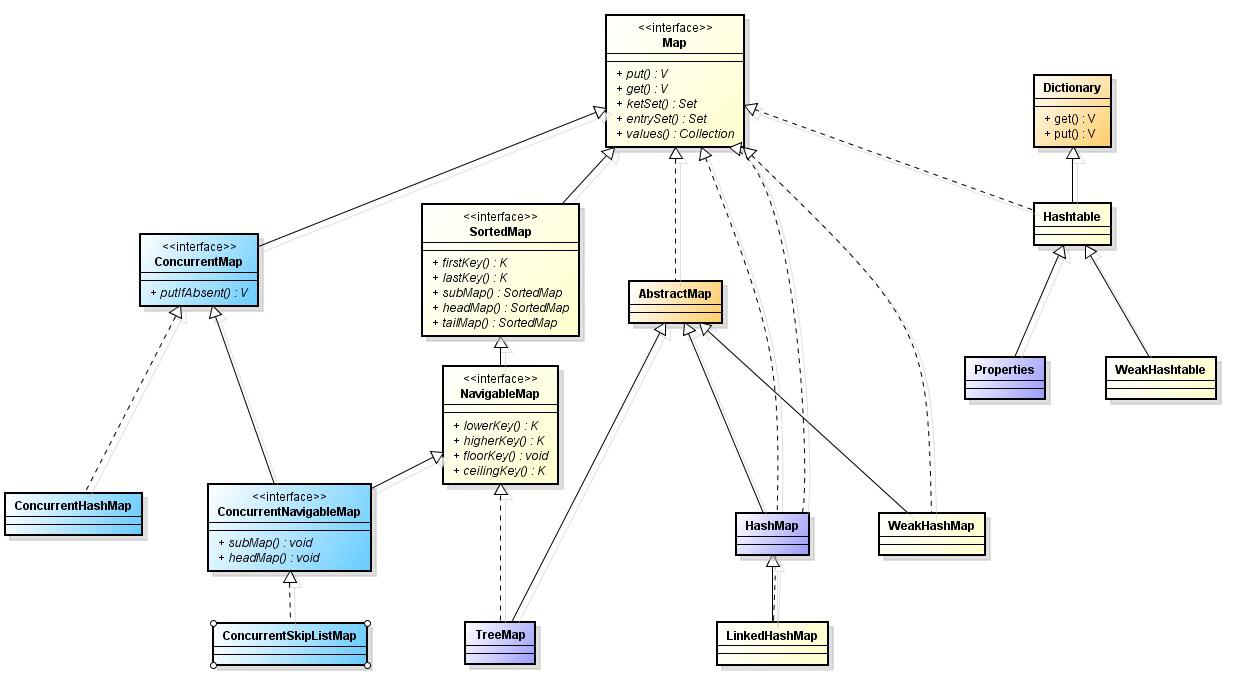 <<interface>>
Map
+ put() : V
+ get() : V
+ ketSet() : Set
+ entrySet() : Set
+ values() : Collection
Dictionary
+ get() : V
+ put() : V
<<interface>>
SortedMap
+ firstKey() : K
+ lastKey() : K
+ subMap() : SortedMap
+ headMap() : SortedMap
+ tailMap() : SortedMap
Hashtable
<<interface>>
ConcurrentMap
+ putIfAbsent() : V
AbstractMap
<<interface>>
NavigableMap
+ lowerKey() : K
+ higherKey() : K
+ floorKey() : void
+ ceilingKey() : K
Properties
WeakHashtable
ConcurrentHashMap
<<interface>>
ConcurrentNavigableMap
+ subMap() : void
+ headMap() : void
HashMap
WeakHashMap
ConcurrentSkipListMap
TreeMap
LinkedHashMap